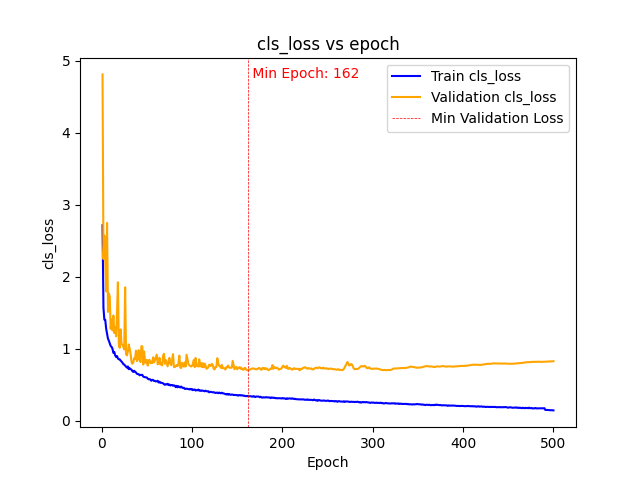 cls_loss vs epoch
Min Epoch: 162
Train cls_loss
Validation cls_loss
Min Validation Loss
cls_loss
5
4
3
2
1
0
0 100 200 300 400 500
Epoch